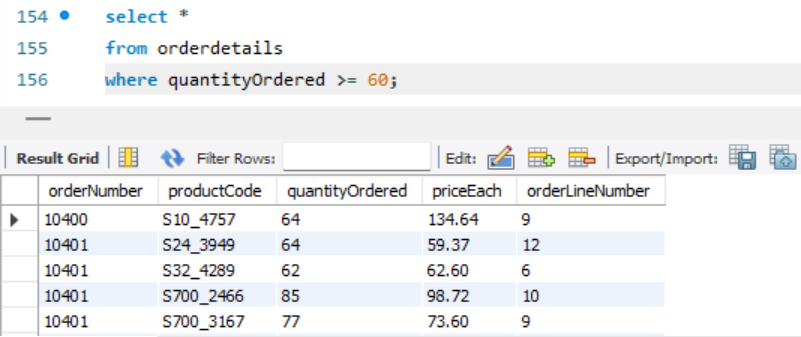 154 select *
155 from orderdetails
156 where quantityOrdered >= 60;
Result Grid Filter Rows: Edit: Export/Import:
orderNumber productCode quantityOrdered priceEach orderLineNumber
10400 S10_4757 64 134.64 9
10401 S24_3949 64 59.37 12
10401 S32_4289 62 62.60 6
10401 S700_2466 85 98.72 10
10401 S700_3167 77 73.60 9